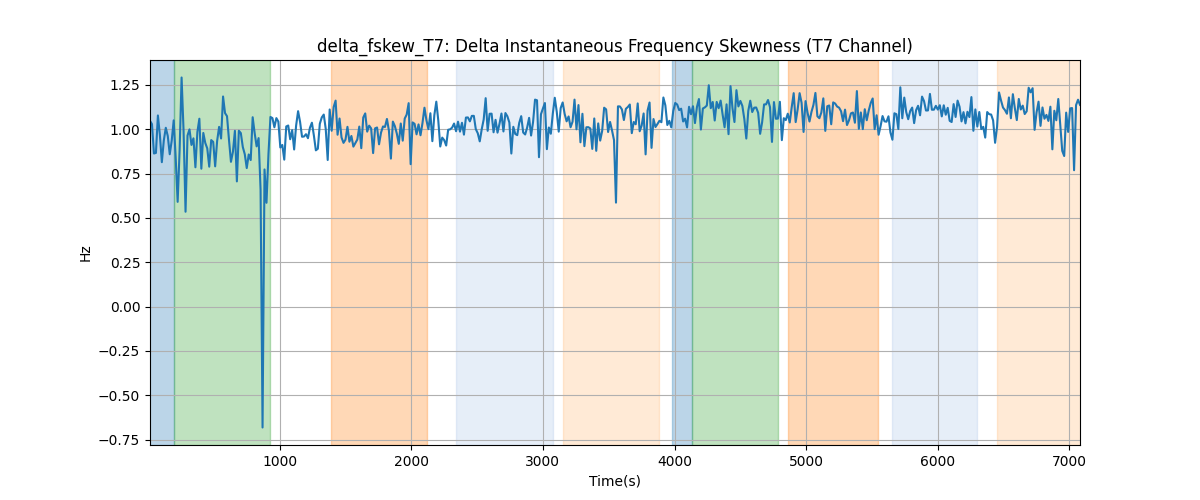 delta_fskew_T7: Delta Instantaneous Frequency Skewness (T7 Channel)
1.25
1.00
0.75
0.50
0.25
0.00
−0.25
−0.50
−0.75
Hz
1000 2000 3000 4000 5000 6000 7000
Time(s)